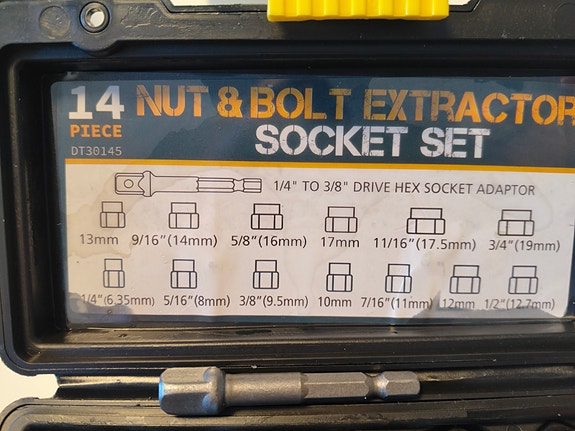 14 NUT & BOLT EXTRACTOR
PIECE SOCKET SET
DT30145
1/4" TO 3/8" DRIVE HEX SOCKET ADAPTOR
13mm 9/16"(14mm) 5/8"(16mm) 17mm 11/16"(17.5mm) 3/4"(19mm)
1/4"(6.35mm) 5/16"(8mm) 3/8"(9.5mm) 10mm 7/16"(11mm) 12mm 1/2"(12.7mm)